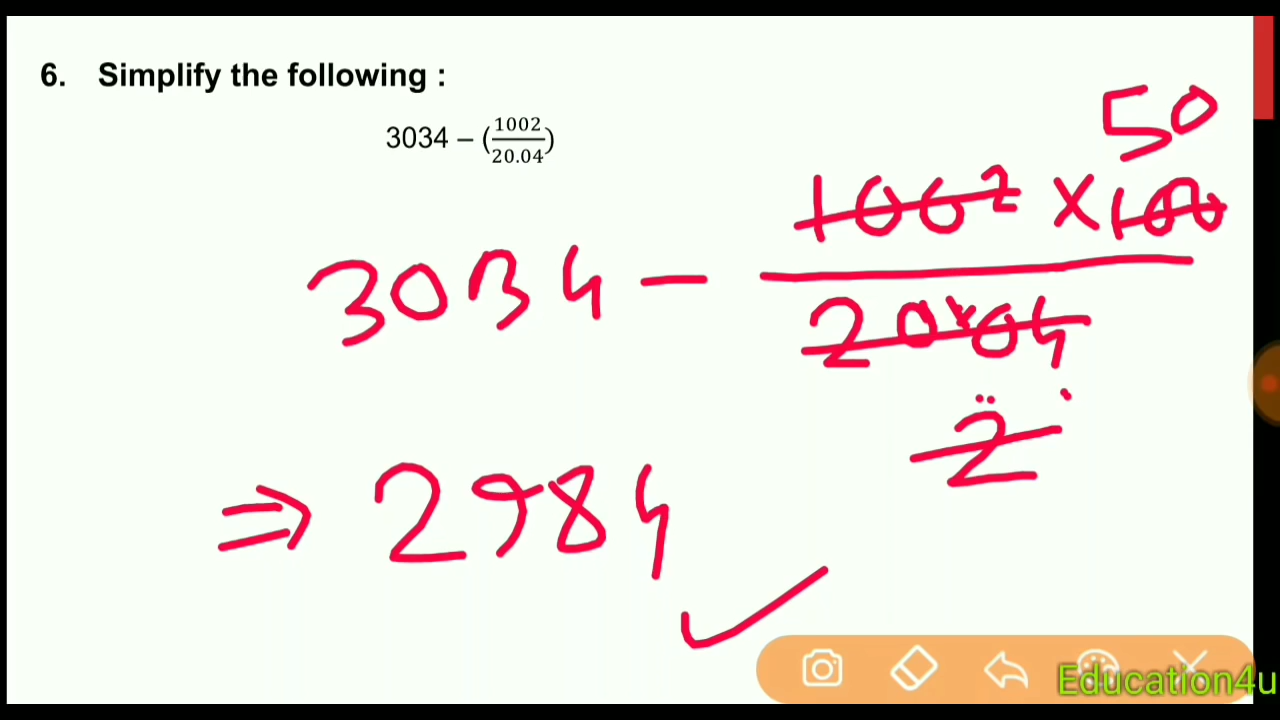 6. Simplify the following :
3034 – (1002/20.04)
50
3034 – 1002 × 100
2004
2
⇒ 2984 ✓
Education4u